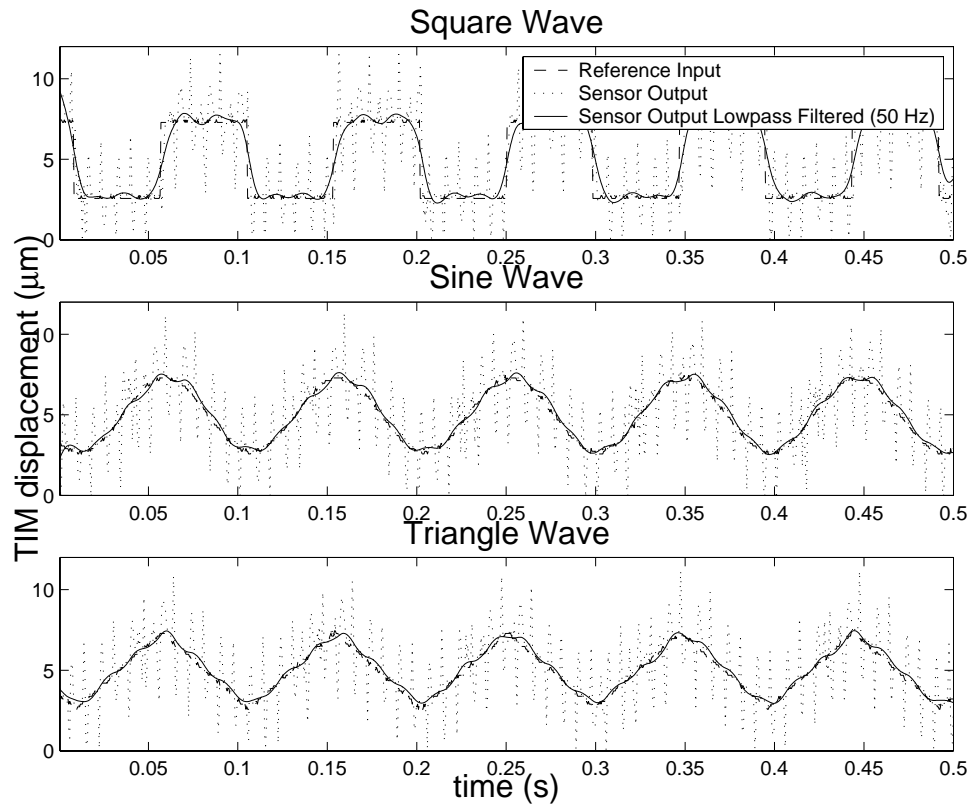 Square Wave
10
5
0
Reference Input
Sensor Output
Sensor Output Lowpass Filtered (50 Hz)
0.05 0.1 0.15 0.2 0.25 0.3 0.35 0.4 0.45 0.5
Sine Wave
TIM displacement (μm)
10
5
0
0.05 0.1 0.15 0.2 0.25 0.3 0.35 0.4 0.45 0.5
Triangle Wave
10
5
0
0.05 0.1 0.15 0.2 0.25 0.3 0.35 0.4 0.45 0.5
time (s)